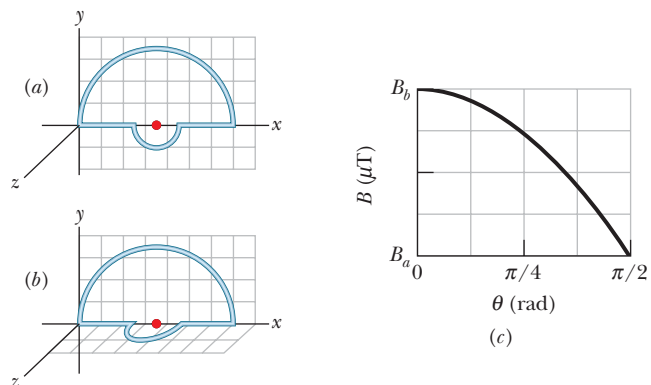 y
(a)
x
z
y
(b)
x
z
B_b
B (μT)
B_a
0 π/4 π/2
θ (rad)
(c)